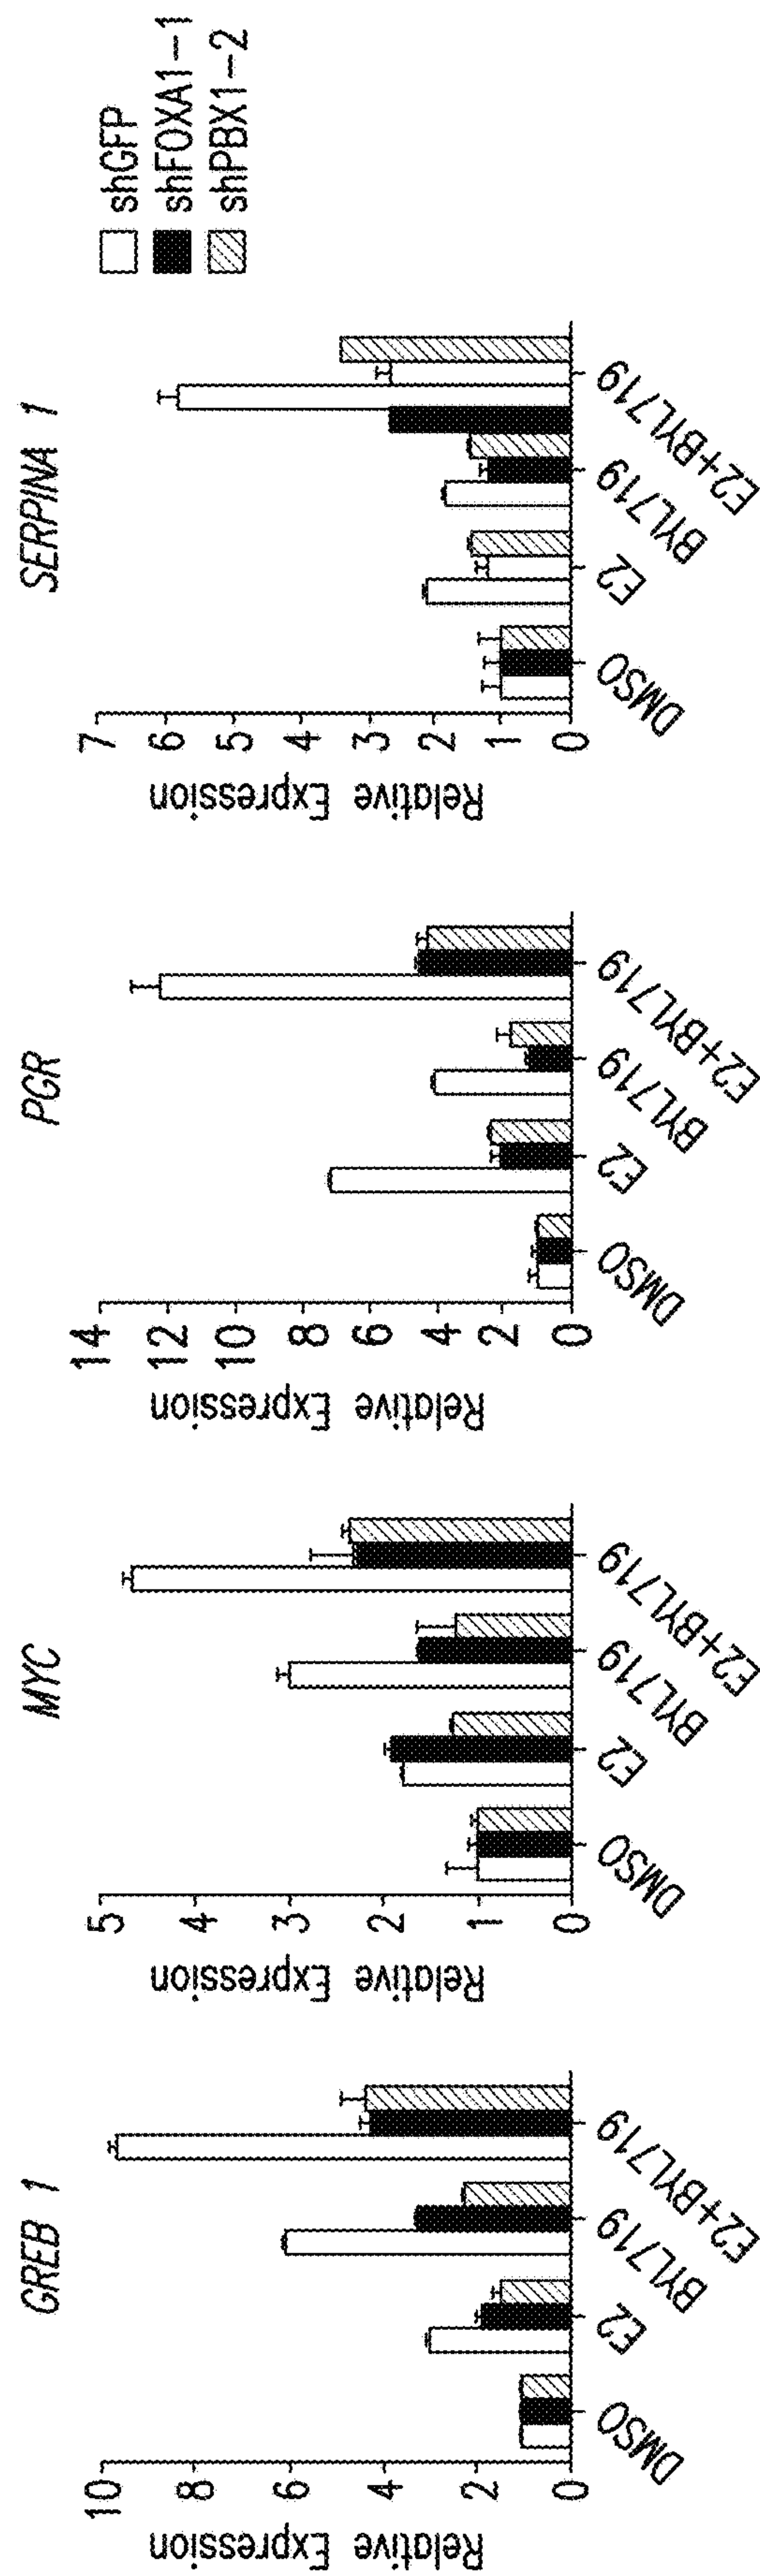 GREB 1
Relative Expression
10
8
6
4
2
0
DMSO
E2
BYL719
E2+BYL719
MYC
Relative Expression
5
4
3
2
1
0
DMSO
E2
BYL719
E2+BYL719
PGR
Relative Expression
14
12
10
8
6
4
2
0
DMSO
E2
BYL719
E2+BYL719
SERPINA 1
Relative Expression
7
6
5
4
3
2
1
0
DMSO
E2
BYL719
E2+BYL719
shGFP
shFOXA1-1
shPBX1-2